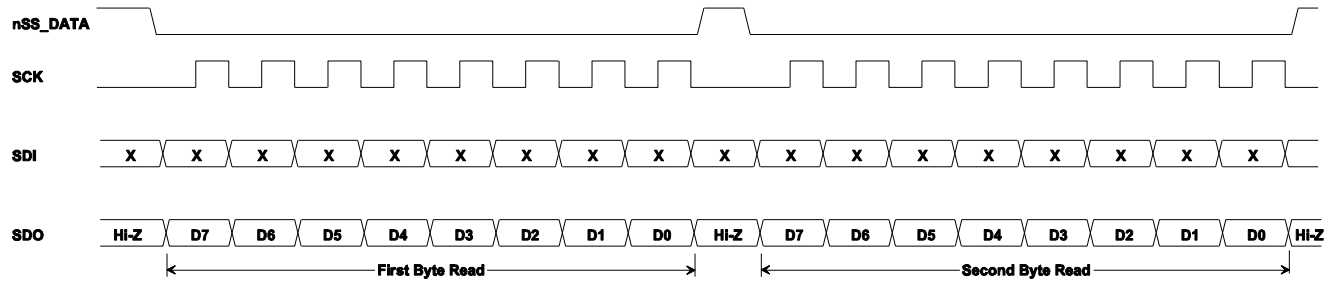 nSS_DATA
SCK
SDI X X X X X X X X X X X X X X X X X X
SDO Hi-Z D7 D6 D5 D4 D3 D2 D1 D0 Hi-Z D7 D6 D5 D4 D3 D2 D1 D0 Hi-Z
First Byte Read Second Byte Read